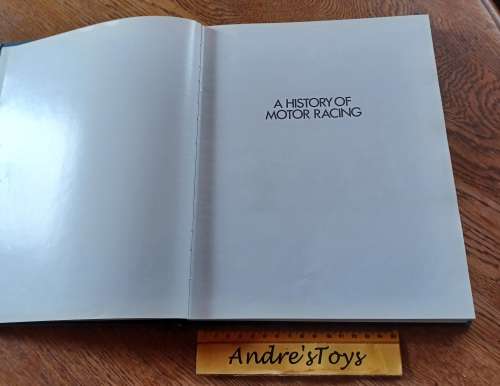 A HISTORY OF
MOTOR RACING
Andre'sToys